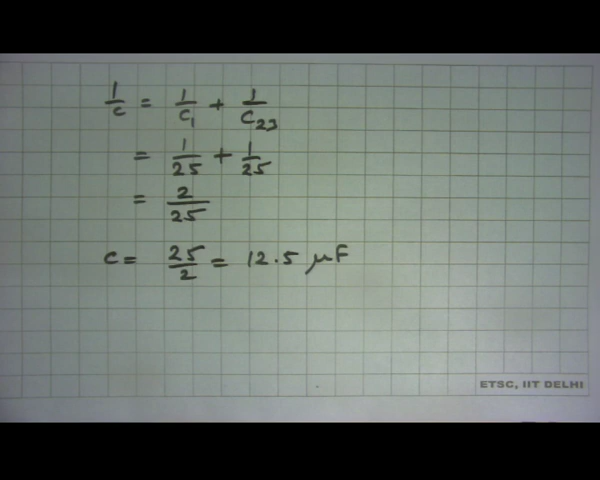 1/c = 1/C₁ + 1/C₂₃
= 1/25 + 1/25
= 2/25
c = 25/2 = 12.5 μF
ETSC, IIT DELHI